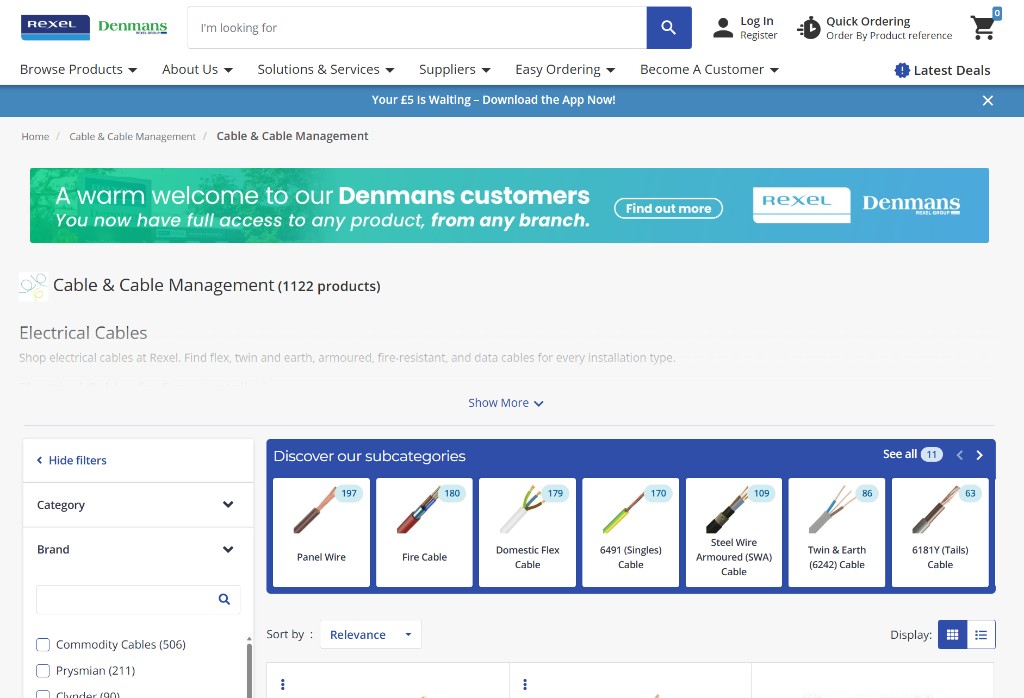 REXEL Denmans
REXEL GROUP
I'm looking for
Log In
Register
Quick Ordering
Order By Product reference
0
Browse Products
About Us
Solutions & Services
Suppliers
Easy Ordering
Become A Customer
Latest Deals
Your £5 Is Waiting – Download the App Now!
Home / Cable & Cable Management / Cable & Cable Management
A warm welcome to our Denmans customers
You now have full access to any product, from any branch.
Find out more
REXEL Denmans
REXEL GROUP
Cable & Cable Management (1122 products)
Electrical Cables
Shop electrical cables at Rexel. Find flex, twin and earth, armoured, fire-resistant, and data cables for every installation type.
Show More
Hide filters
Category
Brand
Commodity Cables (506)
Prysmian (211)
Clynder (90)
Discover our subcategories
See all 11
197
Panel Wire
180
Fire Cable
179
Domestic Flex
Cable
170
6491 (Singles)
Cable
109
Steel Wire
Armoured (SWA)
Cable
86
Twin & Earth
(6242) Cable
63
6181Y (Tails)
Cable
Sort by :
Relevance
Display: